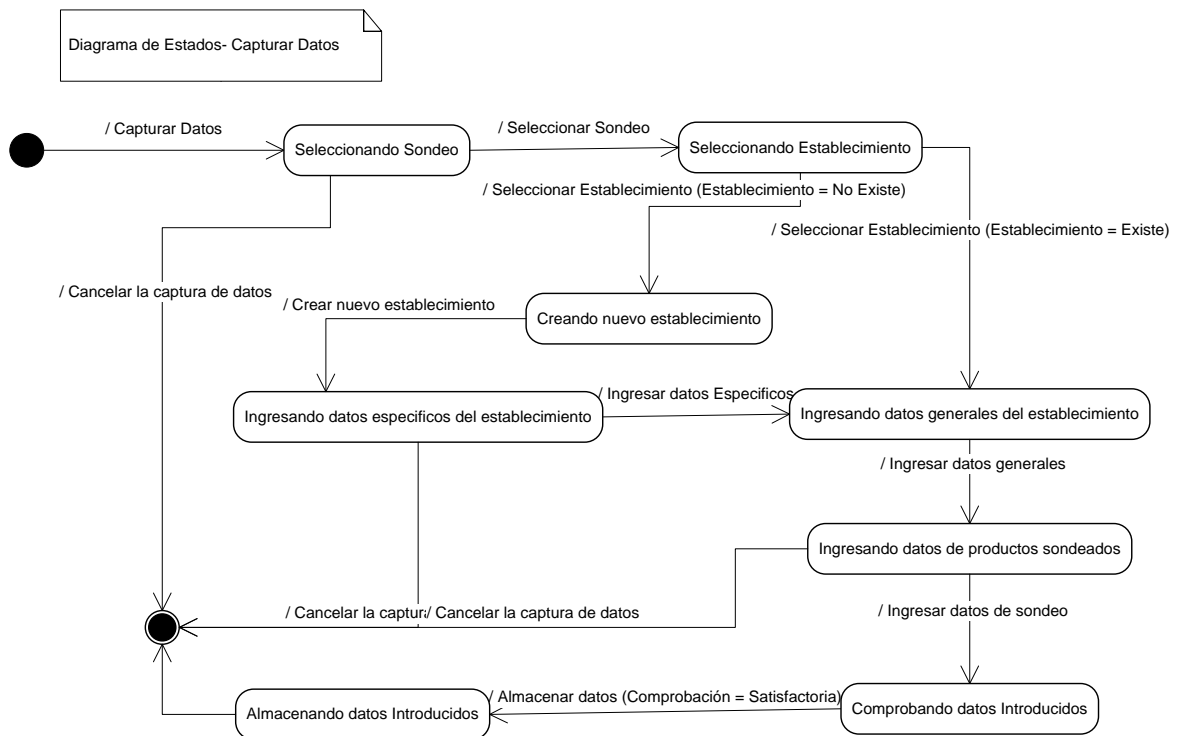 Diagrama de Estados- Capturar Datos
/ Capturar Datos
/ Seleccionar Sondeo
Seleccionando Sondeo
Seleccionando Establecimiento
/ Seleccionar Establecimiento (Establecimiento = No Existe)
/ Seleccionar Establecimiento (Establecimiento = Existe)
/ Cancelar la captura de datos
/ Crear nuevo establecimiento
Creando nuevo establecimiento
/ Ingresar datos Especificos
Ingresando datos especificos del establecimiento
Ingresando datos generales del establecimiento
/ Ingresar datos generales
Ingresando datos de productos sondeados
/ Cancelar la captur
/ Cancelar la captura de datos
/ Ingresar datos de sondeo
/ Almacenar datos (Comprobación = Satisfactoria)
Almacenando datos Introducidos
Comprobando datos Introducidos